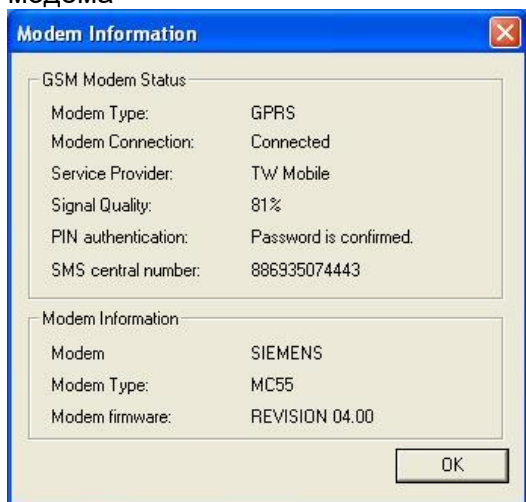 модема
Modem Information
GSM Modem Status
Modem Type: GPRS
Modem Connection: Connected
Service Provider: TW Mobile
Signal Quality: 81%
PIN authentication: Password is confirmed.
SMS central number: 886935074443
Modem Information
Modem SIEMENS
Modem Type: MC55
Modem firmware: REVISION 04.00
OK